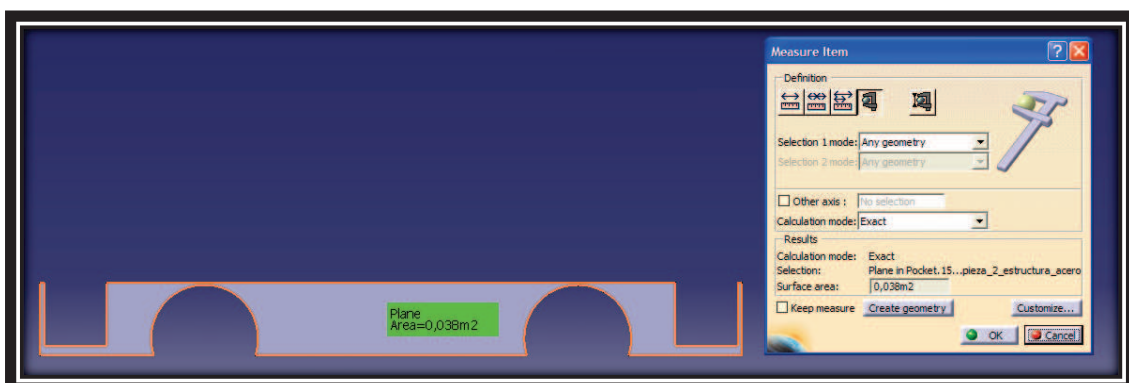 Measure Item
Definition
Selection 1 mode: Any geometry
Selection 2 mode: Any geometry
Other axis : No selection
Calculation mode: Exact
Results
Calculation mode: Exact
Selection: Plane in Pocket.15...pieza_2_estructura_acero
Surface area: 0,038m2
Keep measure Create geometry Customize...
OK Cancel
Plane
Area=0,038m2